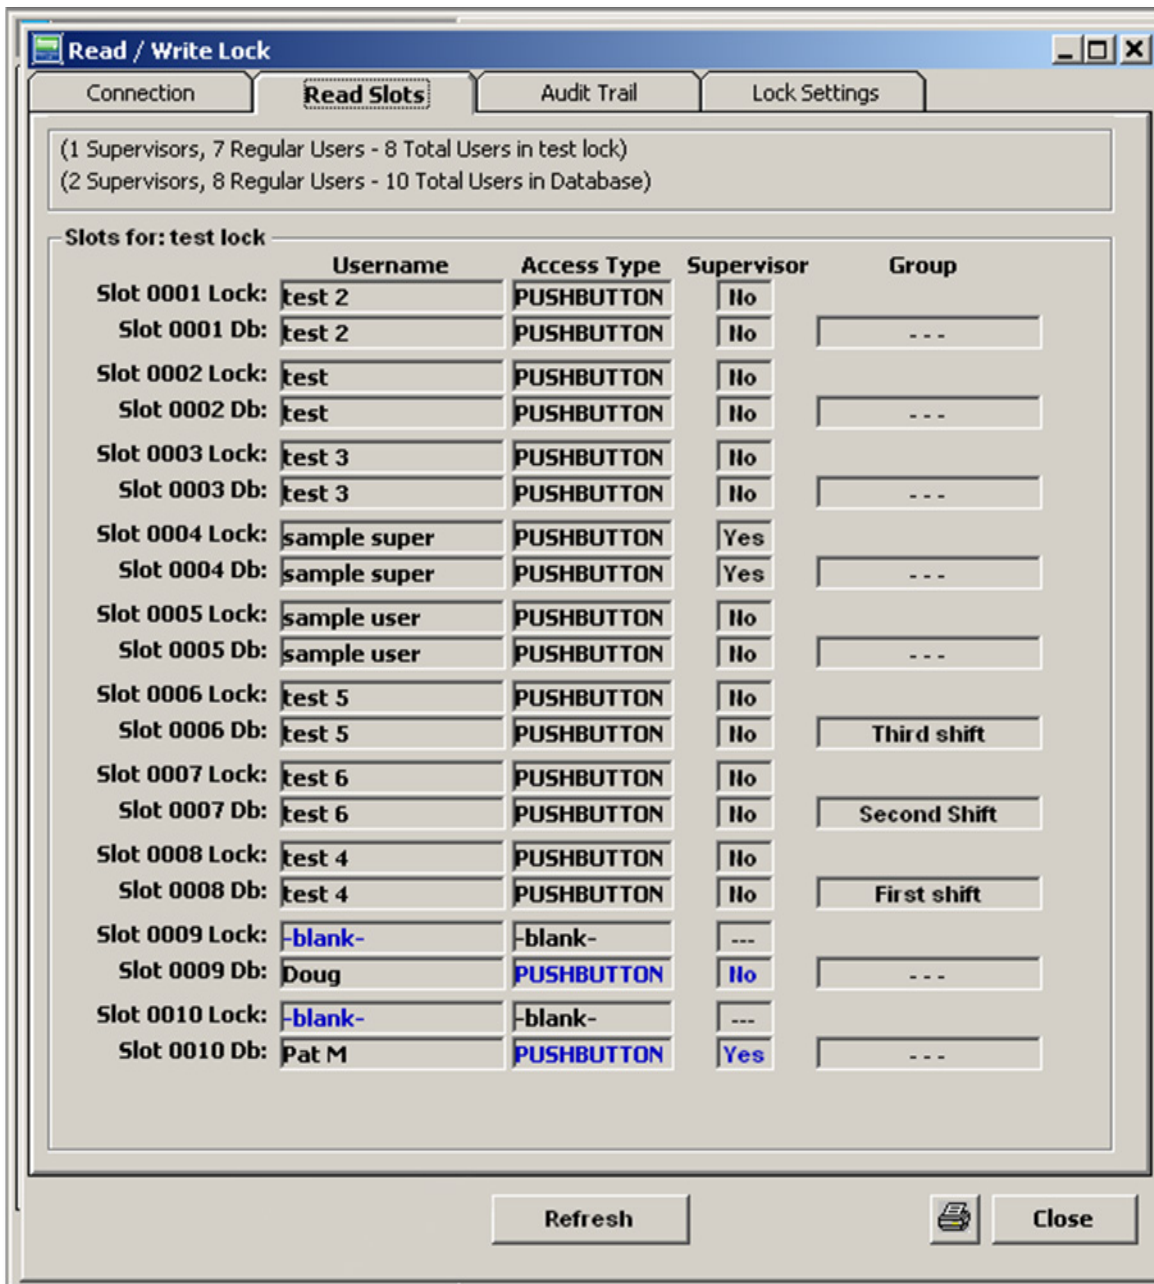 Read / Write Lock
Connection Read Slots Audit Trail Lock Settings
(1 Supervisors, 7 Regular Users - 8 Total Users in test lock)
(2 Supervisors, 8 Regular Users - 10 Total Users in Database)
Slots for: test lock
Username Access Type Supervisor Group
Slot 0001 Lock: test 2 PUSHBUTTON No
Slot 0001 Db: test 2 PUSHBUTTON No - - -
Slot 0002 Lock: test PUSHBUTTON No
Slot 0002 Db: test PUSHBUTTON No - - -
Slot 0003 Lock: test 3 PUSHBUTTON No
Slot 0003 Db: test 3 PUSHBUTTON No - - -
Slot 0004 Lock: sample super PUSHBUTTON Yes
Slot 0004 Db: sample super PUSHBUTTON Yes - - -
Slot 0005 Lock: sample user PUSHBUTTON No
Slot 0005 Db: sample user PUSHBUTTON No - - -
Slot 0006 Lock: test 5 PUSHBUTTON No
Slot 0006 Db: test 5 PUSHBUTTON No Third shift
Slot 0007 Lock: test 6 PUSHBUTTON No
Slot 0007 Db: test 6 PUSHBUTTON No Second Shift
Slot 0008 Lock: test 4 PUSHBUTTON No
Slot 0008 Db: test 4 PUSHBUTTON No First shift
Slot 0009 Lock: -blank- -blank- ---
Slot 0009 Db: Doug PUSHBUTTON No - - -
Slot 0010 Lock: -blank- -blank- ---
Slot 0010 Db: Pat M PUSHBUTTON Yes - - -
Refresh Close